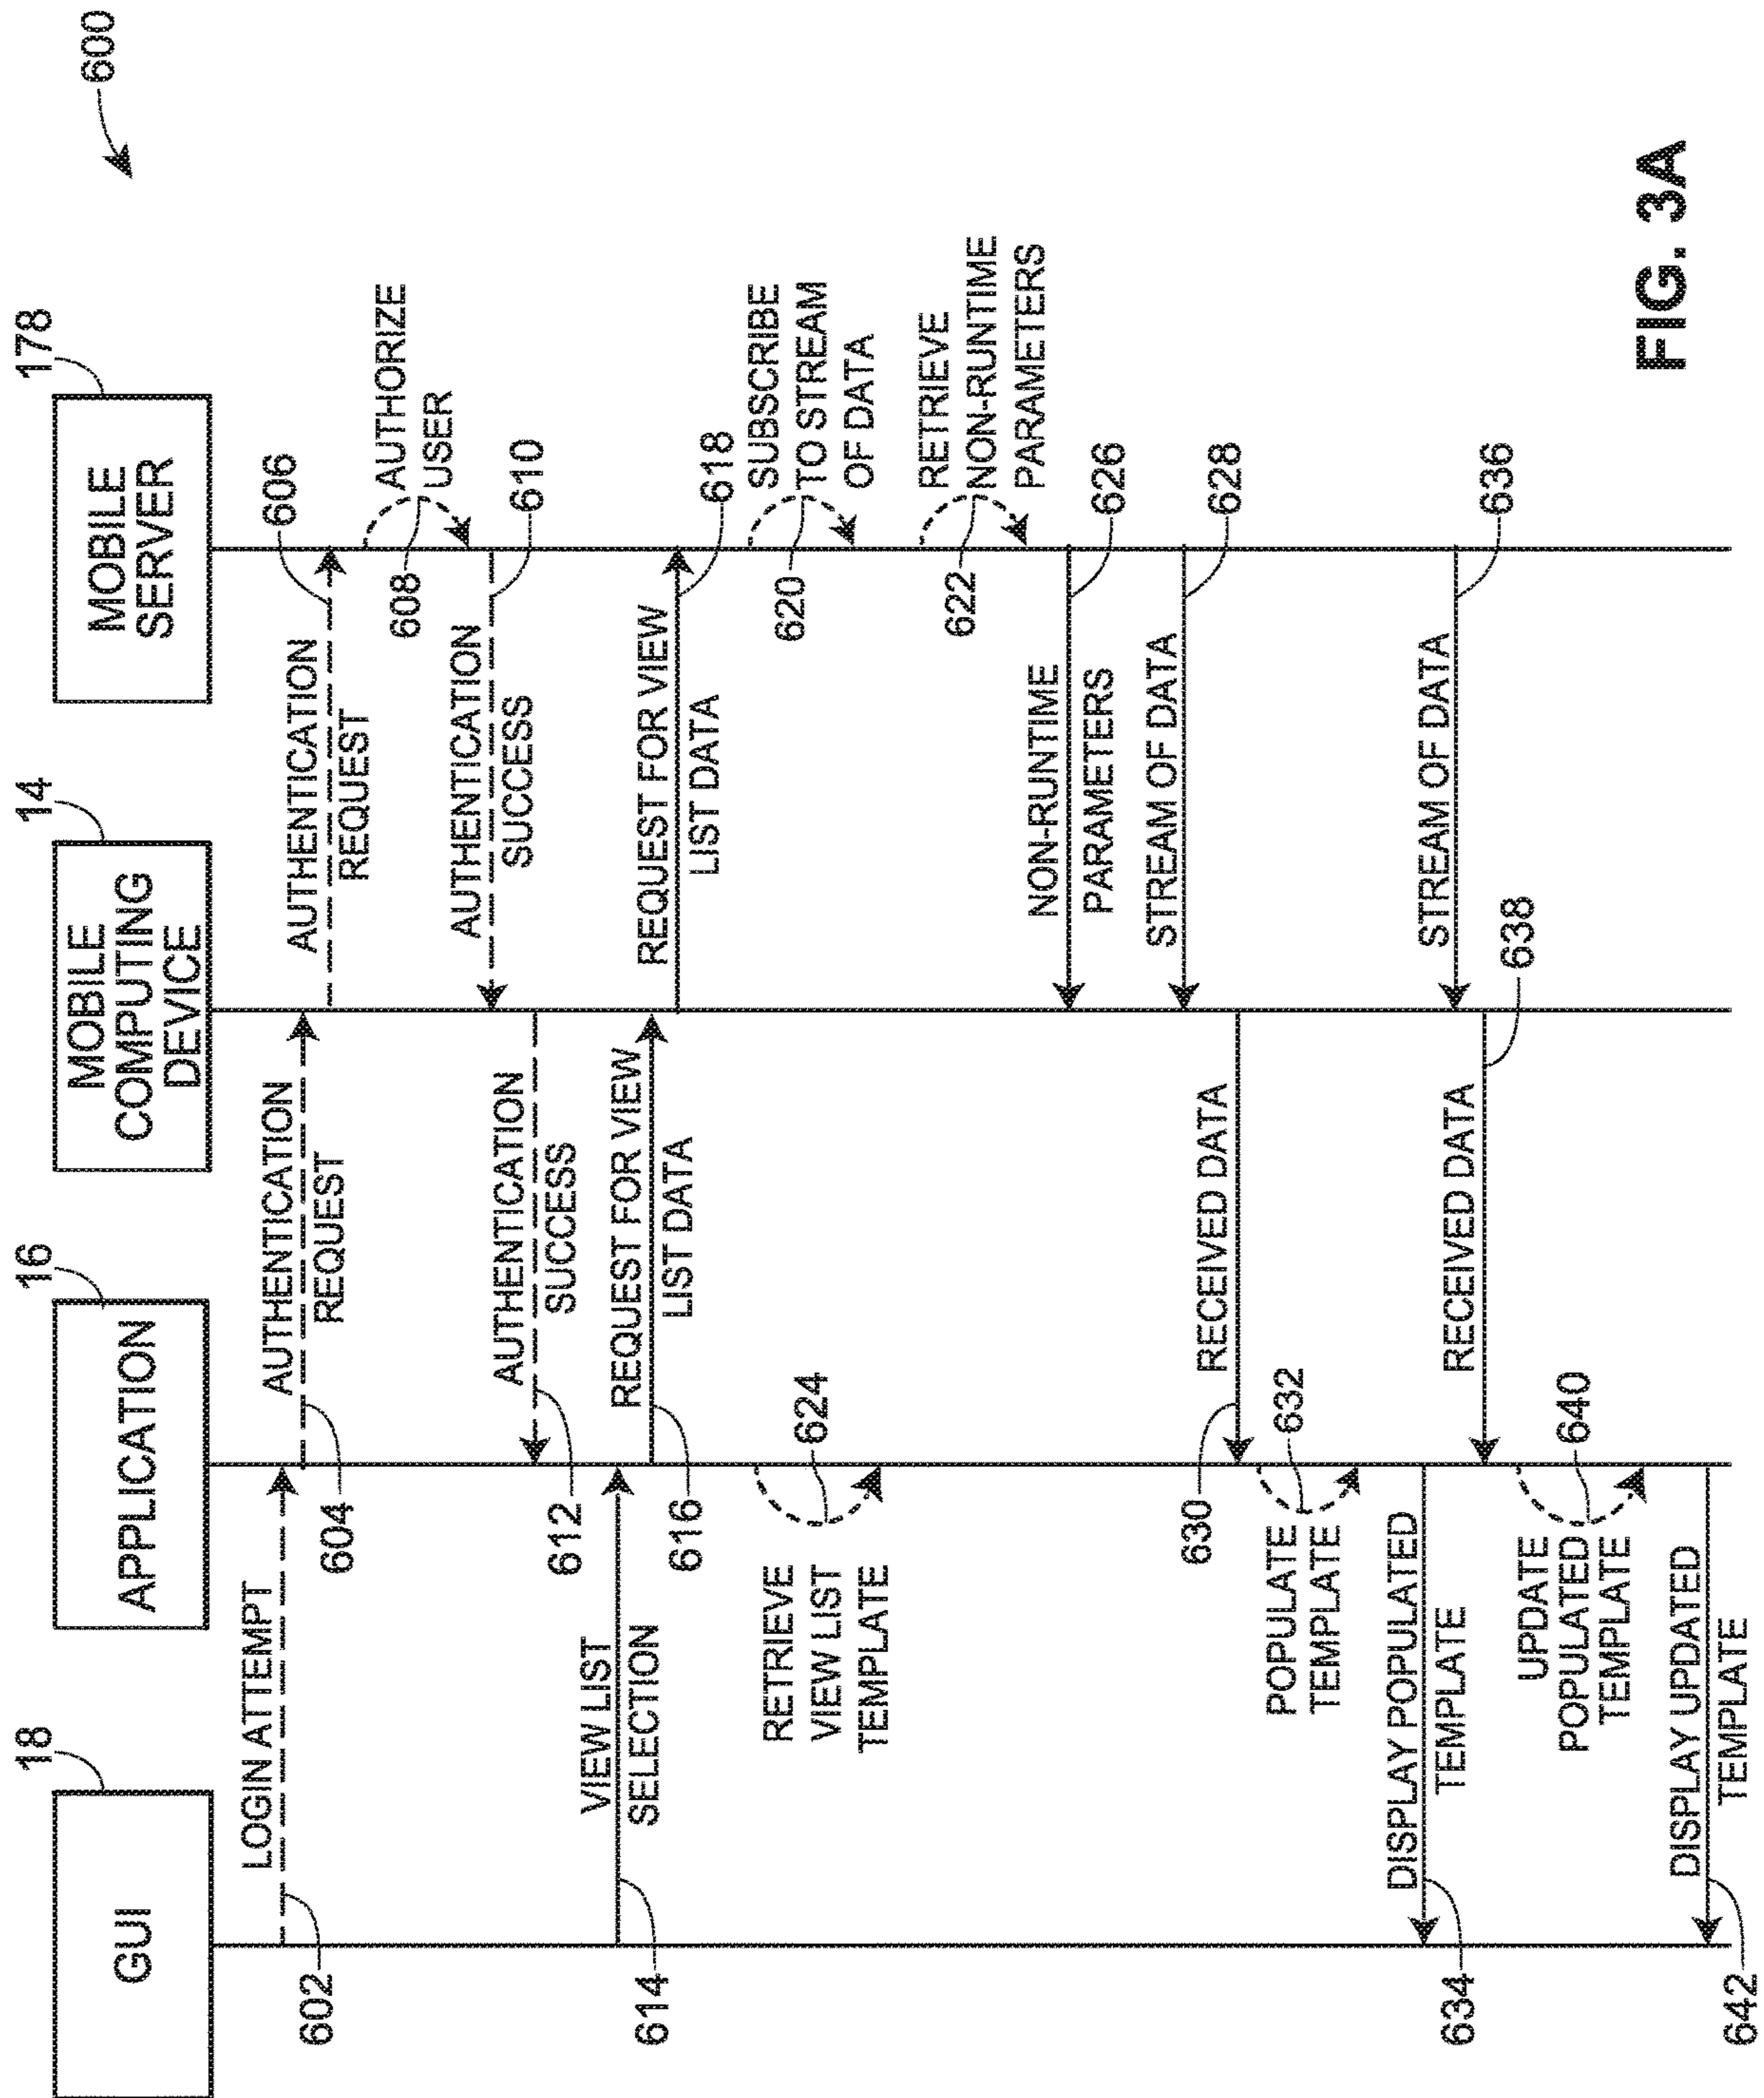 600
18
16
14
178
GUI
APPLICATION
MOBILE
COMPUTING
DEVICE
MOBILE
SERVER
LOGIN ATTEMPT
602
AUTHENTICATION
REQUEST
604
AUTHENTICATION
REQUEST
606
AUTHORIZE
USER
608
AUTHENTICATION
SUCCESS
610
AUTHENTICATION
SUCCESS
612
VIEW LIST
SELECTION
614
REQUEST FOR VIEW
LIST DATA
616
REQUEST FOR VIEW
LIST DATA
618
SUBSCRIBE
TO STREAM
OF DATA
620
RETRIEVE
NON-RUNTIME
PARAMETERS
622
RETRIEVE
VIEW LIST
TEMPLATE
624
NON-RUNTIME
PARAMETERS
626
STREAM OF DATA
628
RECEIVED DATA
630
POPULATE
TEMPLATE
632
DISPLAY POPULATED
TEMPLATE
634
STREAM OF DATA
636
RECEIVED DATA
638
UPDATE
POPULATED
TEMPLATE
640
DISPLAY UPDATED
TEMPLATE
642
FIG. 3A